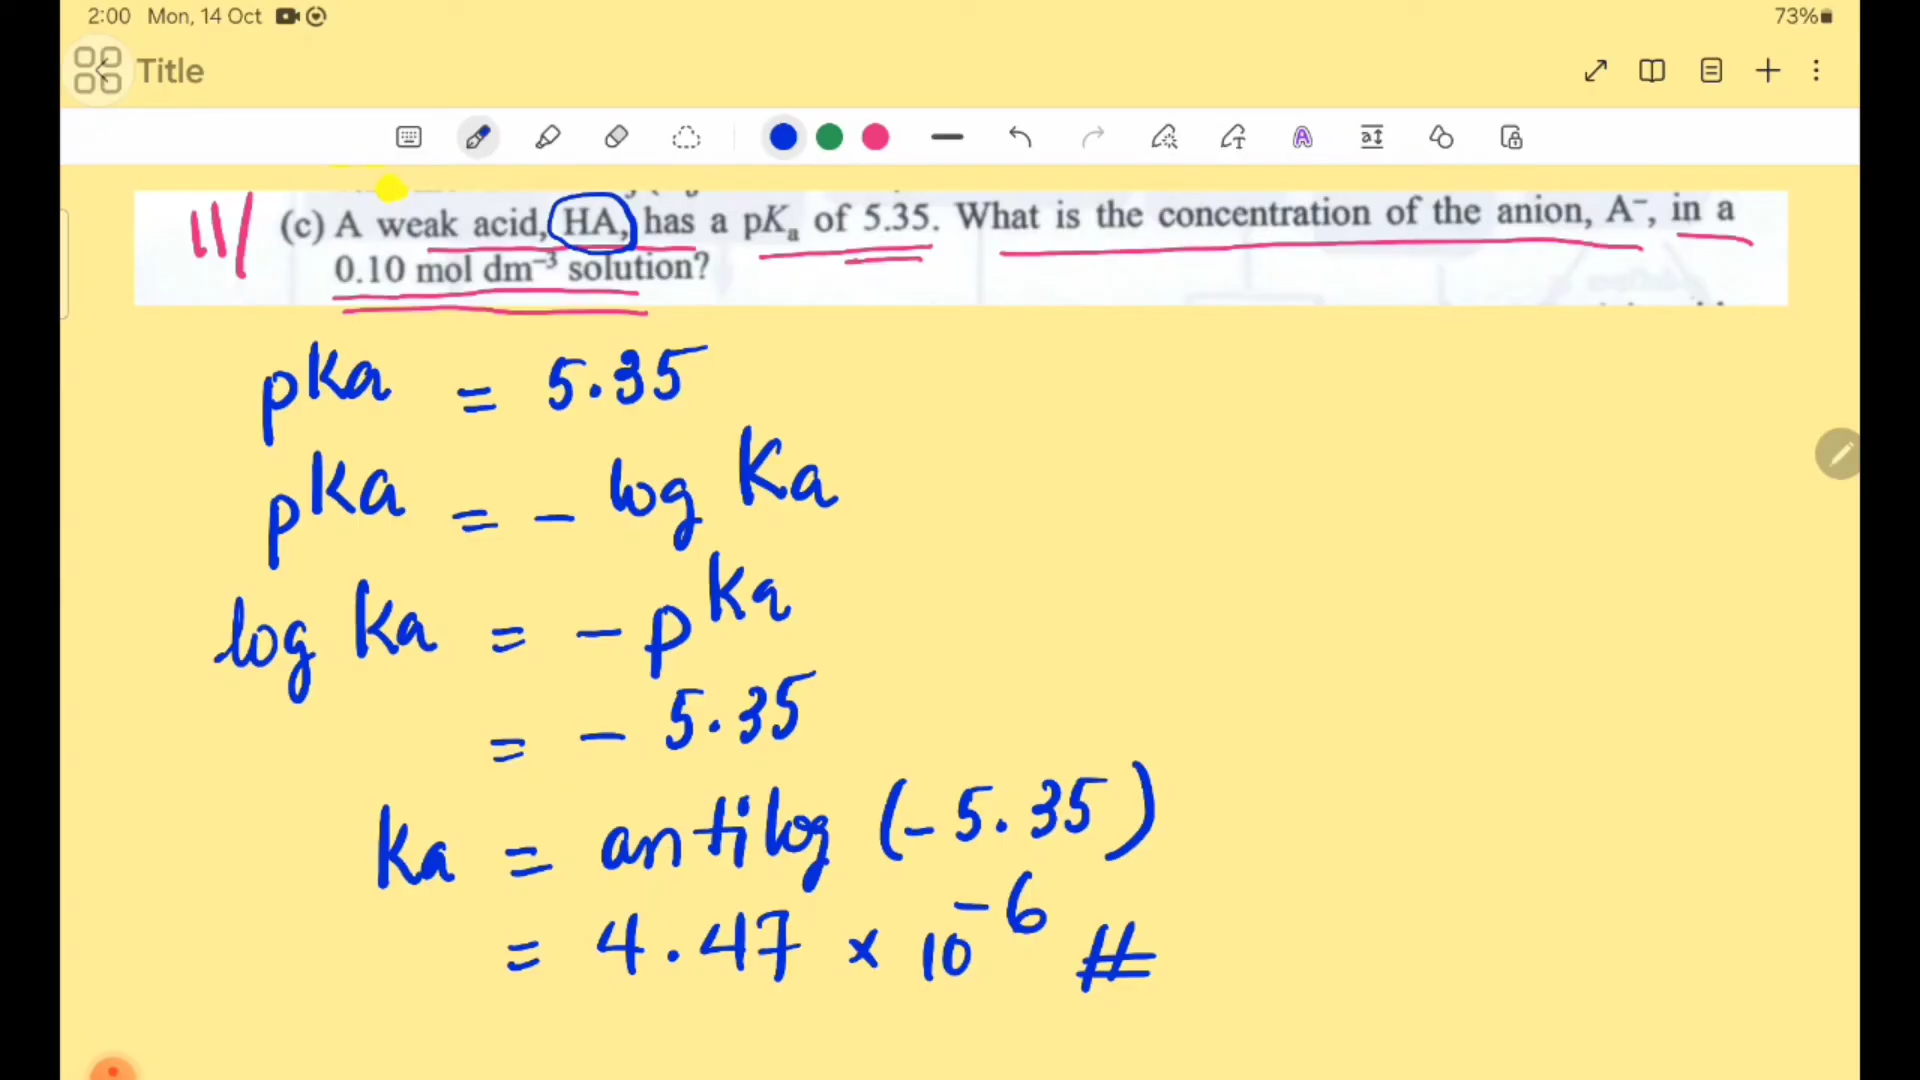 2:00 Mon, 14 Oct
73%
Title
111
(c) A weak acid, HA, has a pKₐ of 5.35. What is the concentration of the anion, A⁻, in a
0.10 mol dm⁻³ solution?
pKa = 5.35
pKa = - log Ka
log Ka = - pKa
= - 5.35
Ka = antilog (- 5.35)
= 4.47 × 10⁻⁶ #